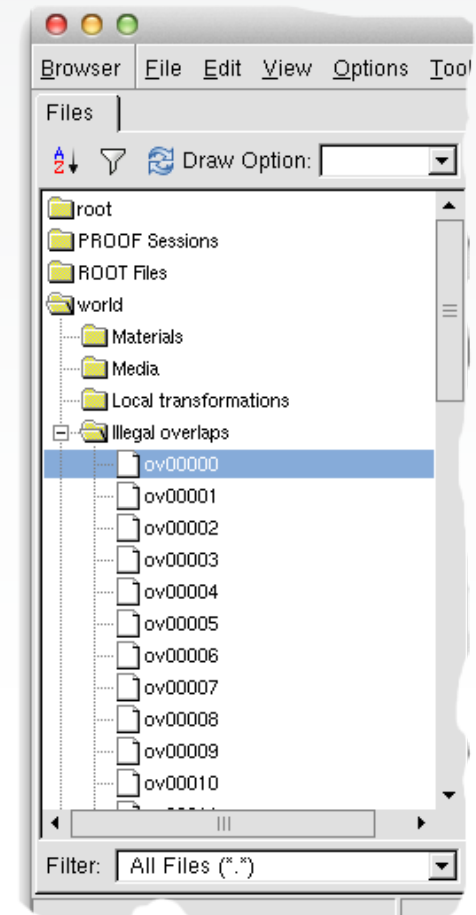 Browser File Edit View Options
Files
Draw Option:
root
PROOF Sessions
ROOT Files
world
Materials
Media
Local transformations
Illegal overlaps
ov00000
ov00001
ov00002
ov00003
ov00004
ov00005
ov00006
ov00007
ov00008
ov00009
ov00010
Filter: All Files (*.*)